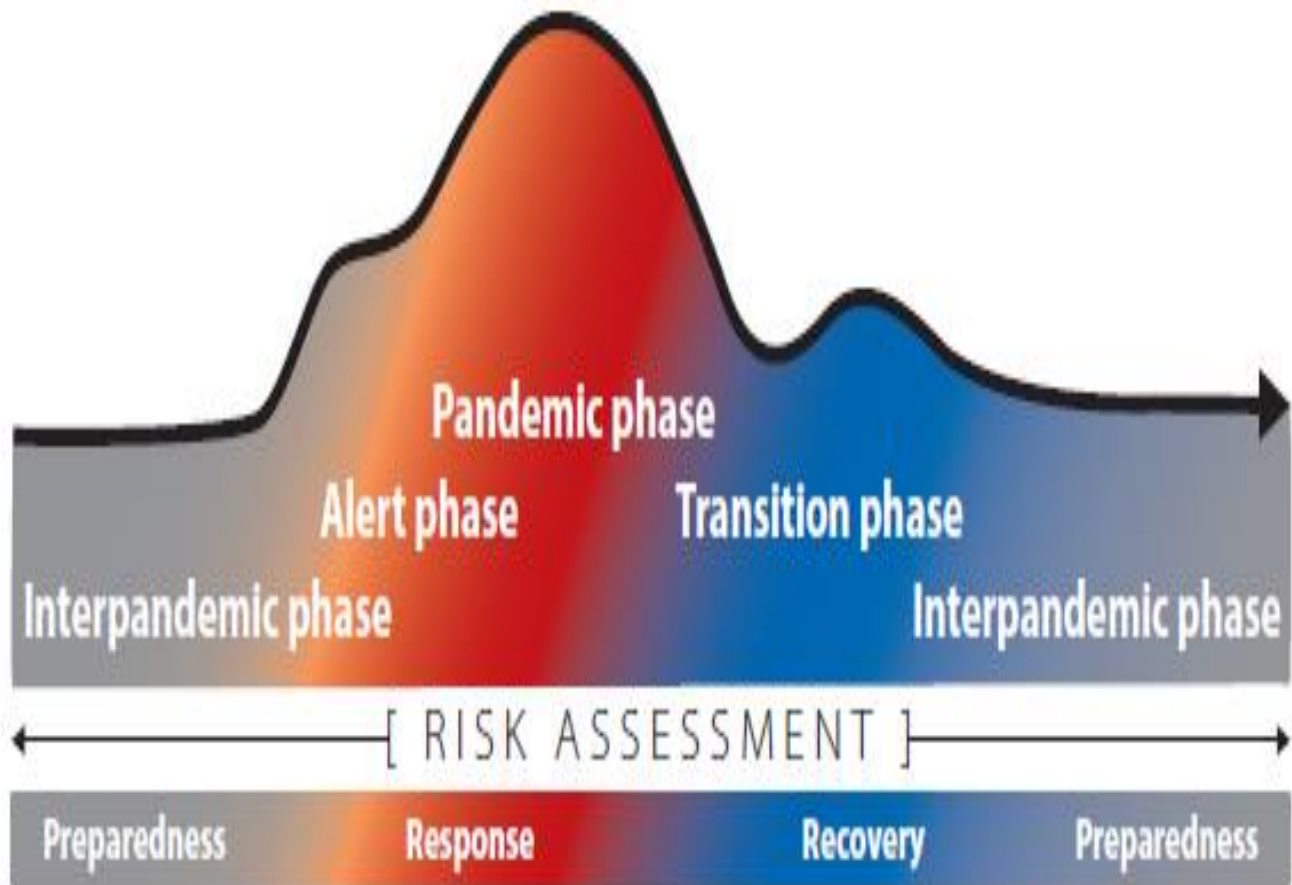 Pandemic phase
Alert phase
Transition phase
Interpandemic phase
Interpandemic phase
[ RISK ASSESSMENT ]
Preparedness
Response
Recovery
Preparedness